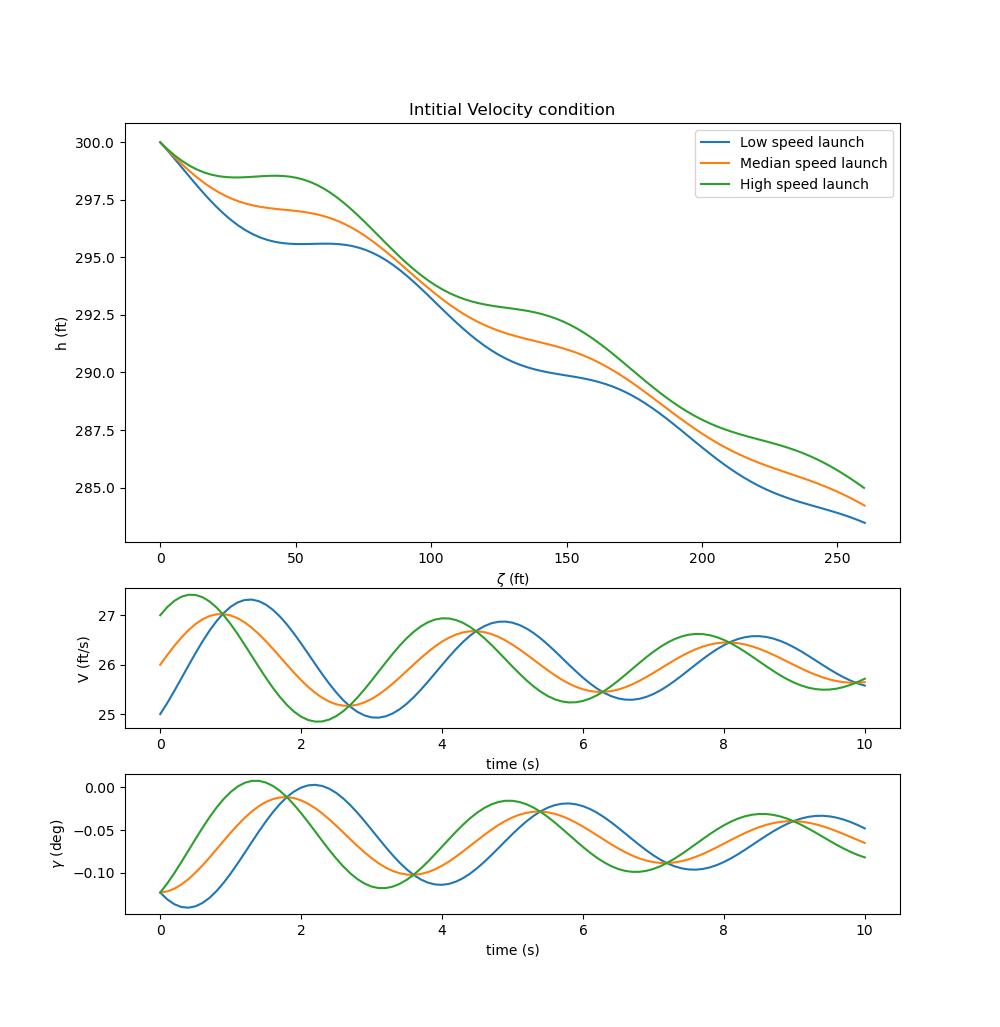 Intitial Velocity condition
Low speed launch
Median speed launch
High speed launch
h (ft)
300.0
297.5
295.0
292.5
290.0
287.5
285.0
0 50 100 150 200 250
ζ (ft)
V (ft/s)
27
26
25
0 2 4 6 8 10
time (s)
γ (deg)
0.00
−0.05
−0.10
0 2 4 6 8 10
time (s)